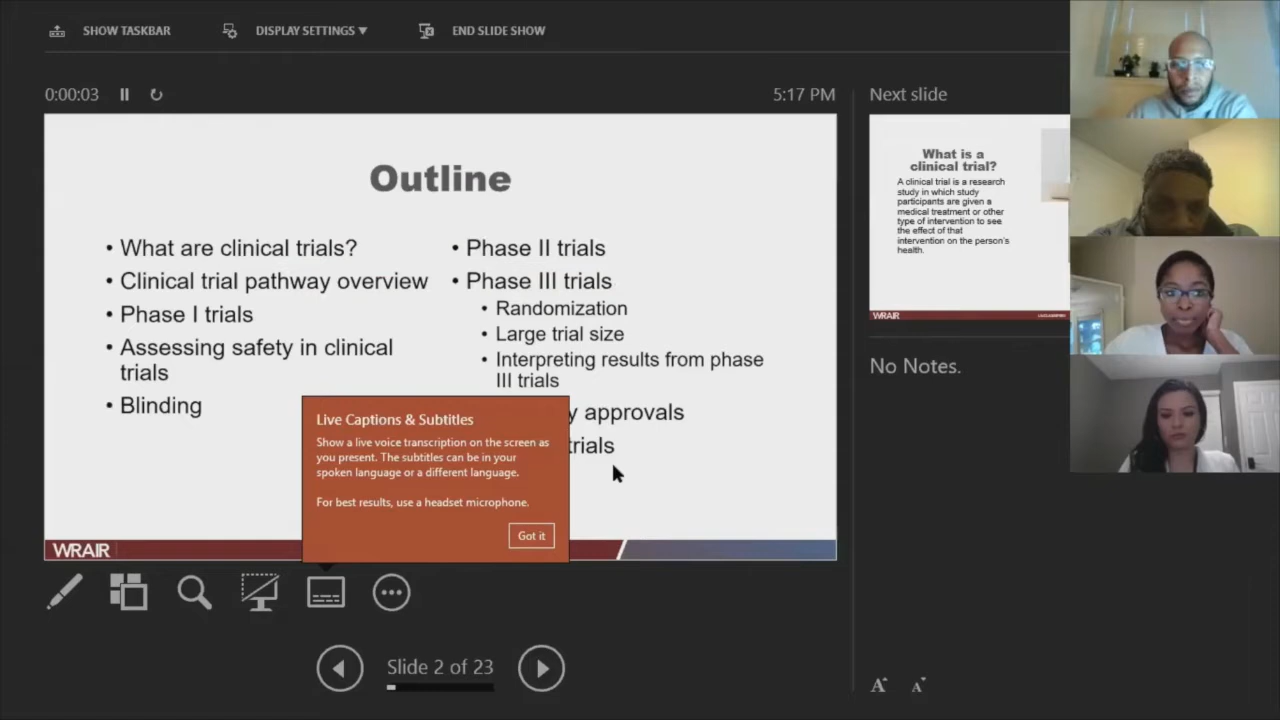 SHOW TASKBAR
DISPLAY SETTINGS ▼
END SLIDE SHOW
0:00:03
5:17 PM
Next slide
Outline
• What are clinical trials?
• Clinical trial pathway overview
• Phase I trials
• Assessing safety in clinical
trials
• Blinding
• Phase II trials
• Phase III trials
• Randomization
• Large trial size
• Interpreting results from phase
III trials
y approvals
trials
Live Captions & Subtitles
Show a live voice transcription on the screen as
you present. The subtitles can be in your
spoken language or a different language.
For best results, use a headset microphone.
Got it
WRAIR
What is a
clinical trial?
A clinical trial is a research
study in which study
participants are given a
medical treatment or other
type of intervention to see
the effect of that
intervention on the person's
health.
WRAIR
UNCLASSIFIED
No Notes.
Slide 2 of 23
A A